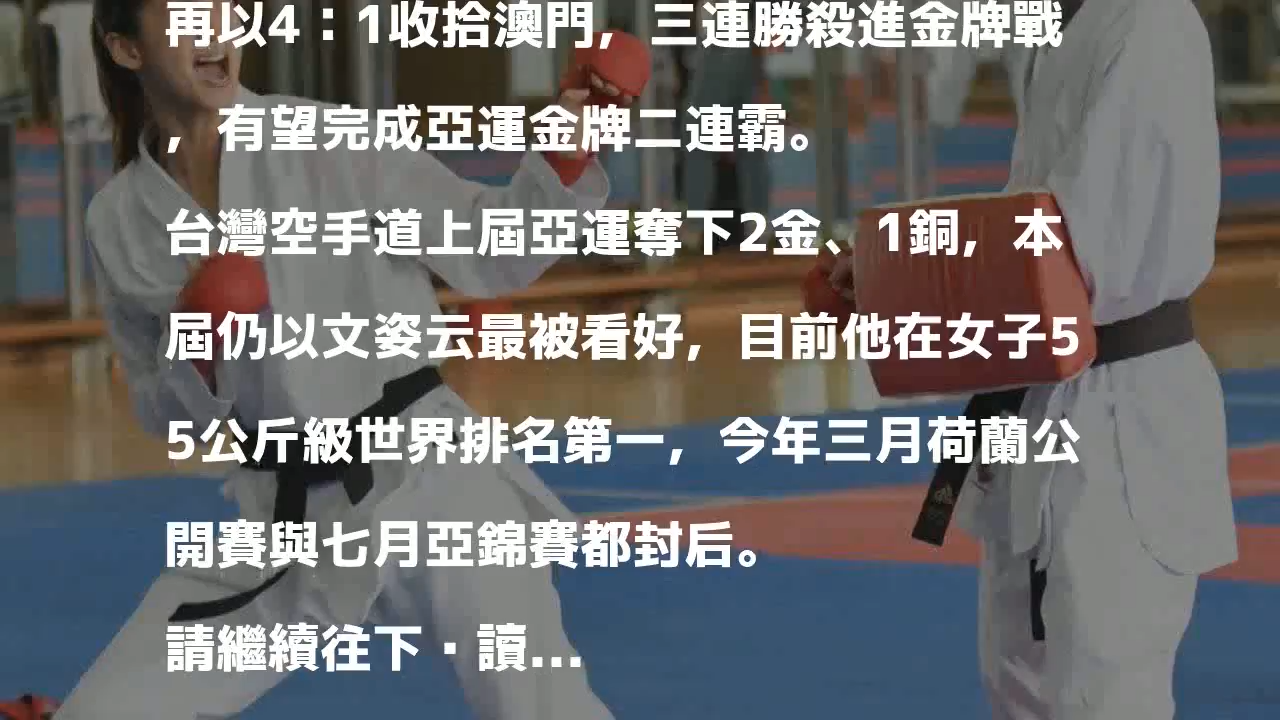 再以4：1收拾澳門，三連勝殺進金牌戰
，有望完成亞運金牌二連霸。
台灣空手道上屆亞運奪下2金、1銅，本
屆仍以文姿云最被看好，目前他在女子5
5公斤級世界排名第一，今年三月荷蘭公
開賽與七月亞錦賽都封后。
請繼續往下．讀...